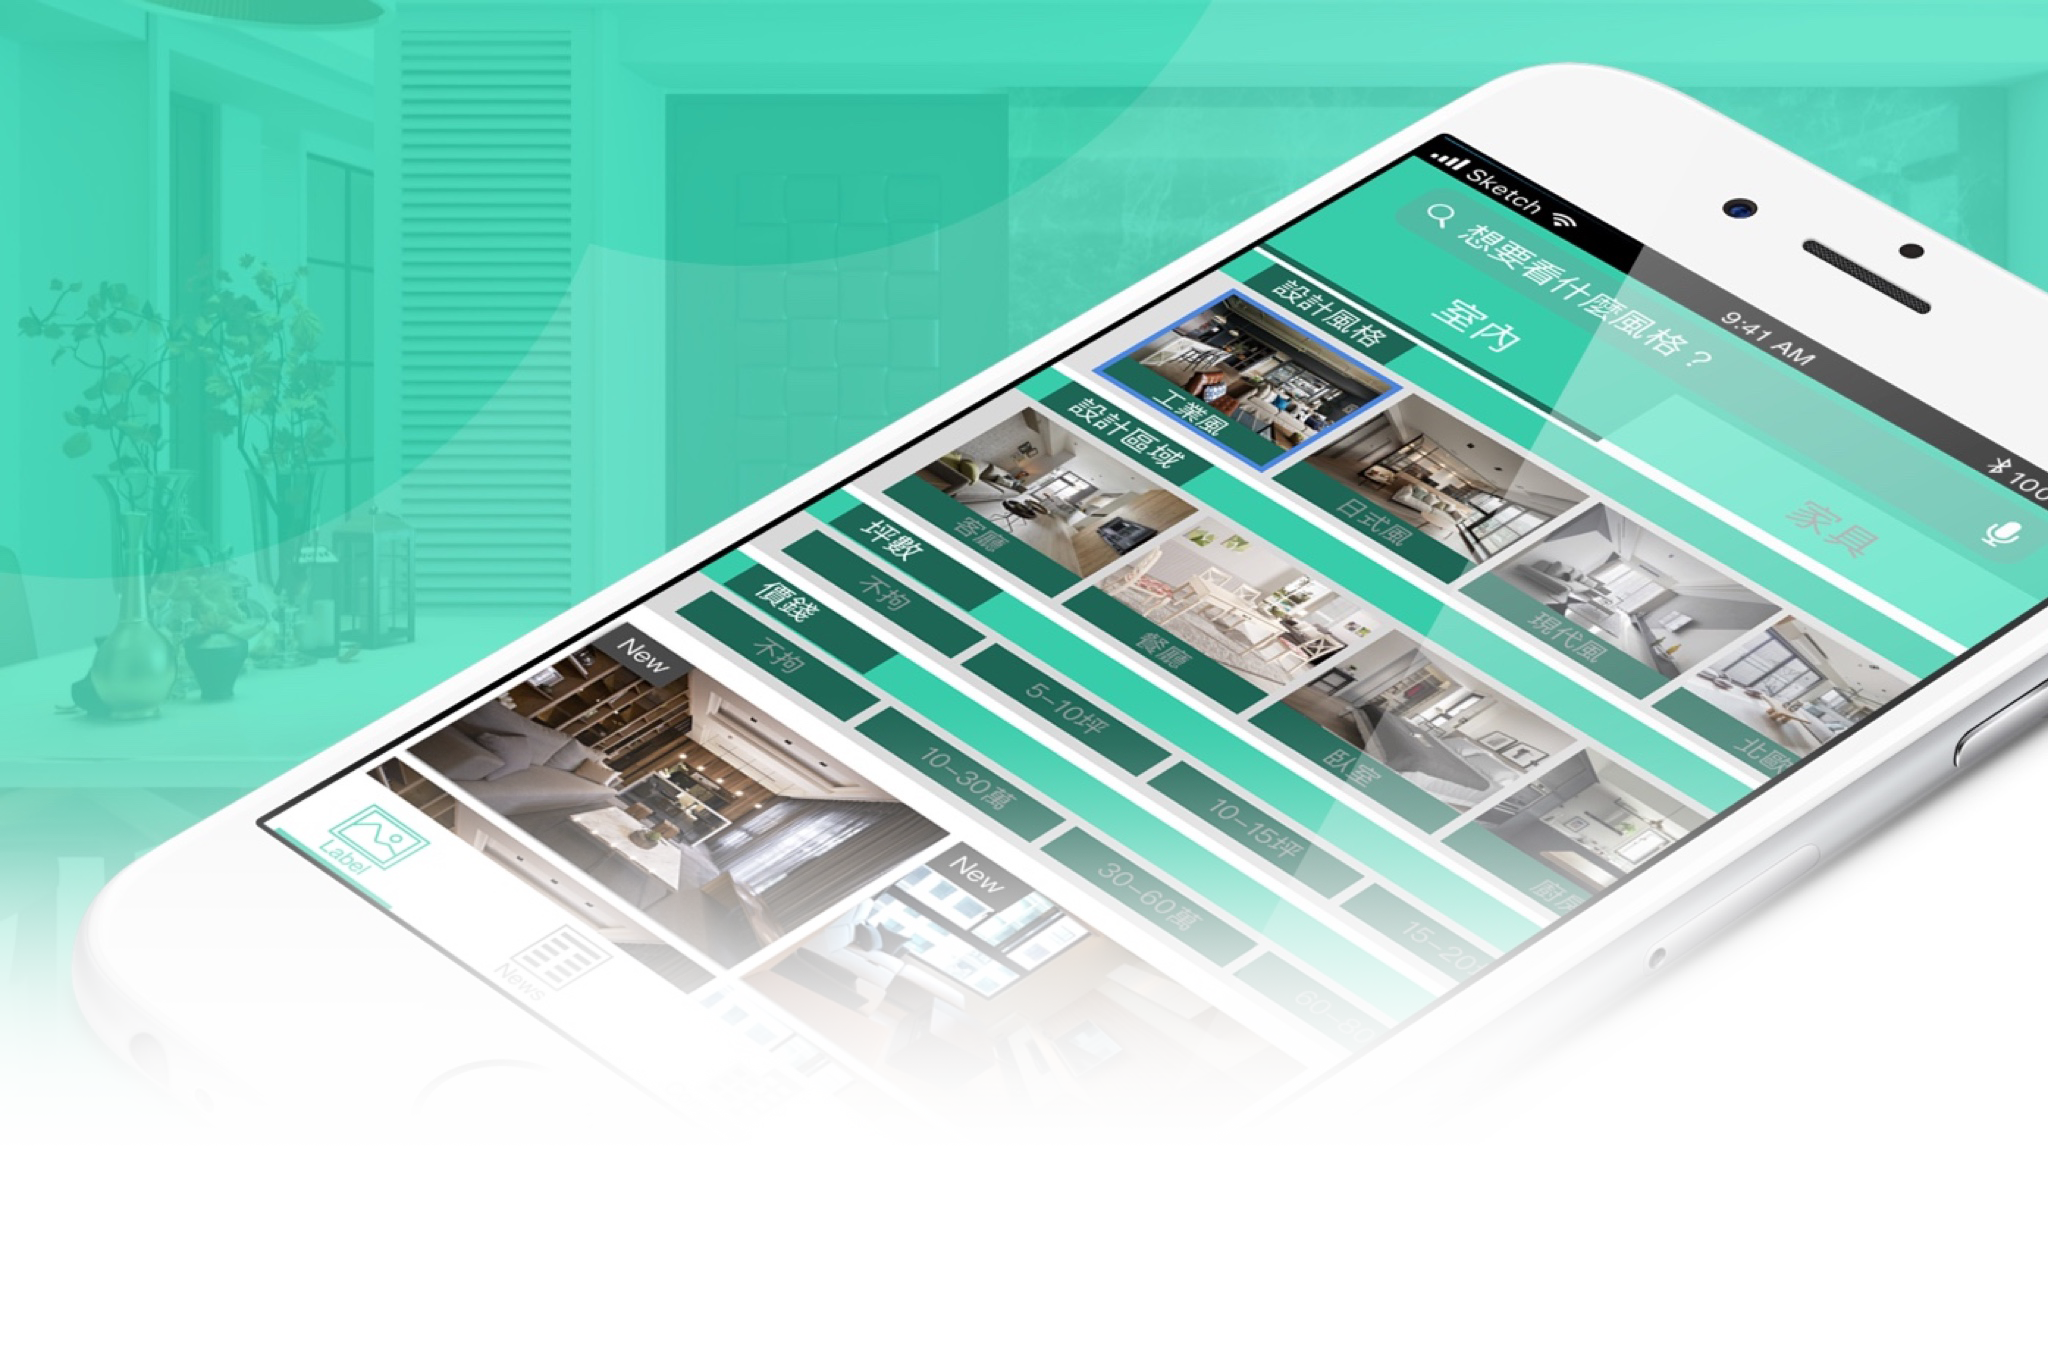 Sketch
9:41 AM
100
想要看什麼風格？
室內
家具
設計風格
工業風
日式風
現代風
北歐
設計區域
客廳
餐廳
臥室
廚房
坪數
不拘
5-10坪
10-15坪
15-20
價錢
不拘
10-30萬
30-60萬
60-80
New
New
Label
News